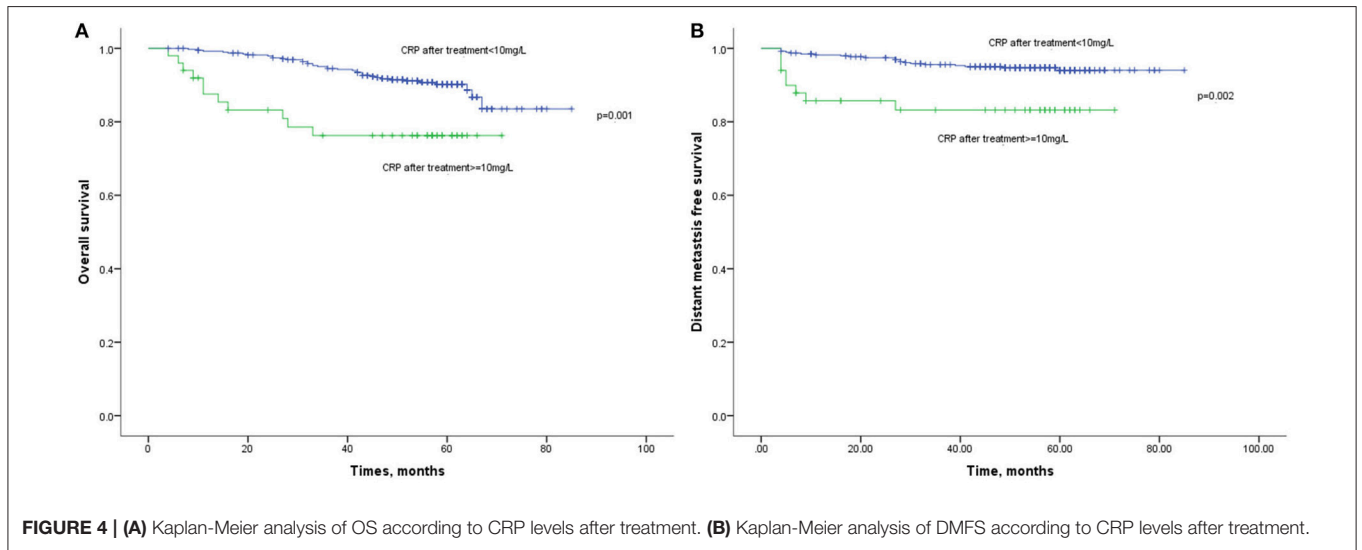 A
CRP after treatment<10mg/L
p=0.001
CRP after treatment>=10mg/L
Overall survival
1.0
0.8
0.6
0.4
0.2
0.0
0
20
40
60
80
100
Times, months
B
CRP after treatment<10mg/L
p=0.002
CRP after treatment>=10mg/L
Distant metastsis free survival
1.0
0.8
0.6
0.4
0.2
0.0
.00
20.00
40.00
60.00
80.00
100.00
Time, months
FIGURE 4 | (A) Kaplan-Meier analysis of OS according to CRP levels after treatment. (B) Kaplan-Meier analysis of DMFS according to CRP levels after treatment.